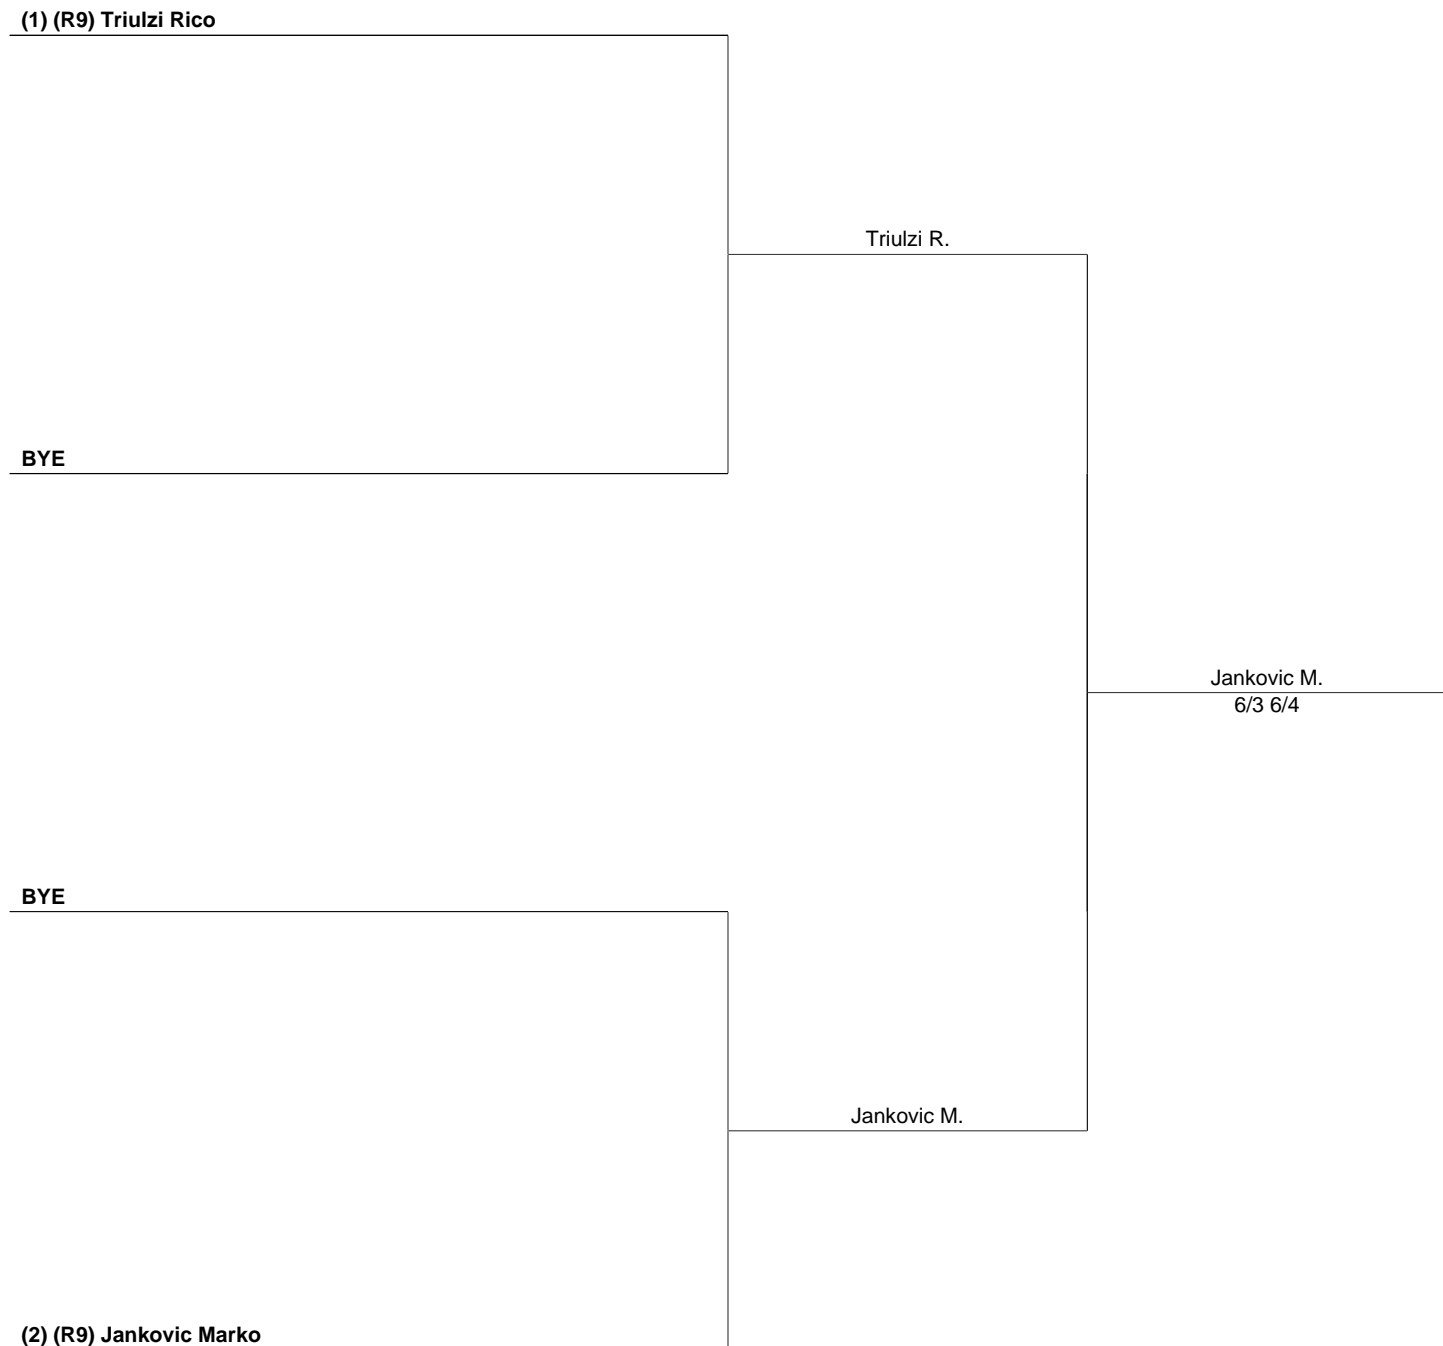 (1) (R9) Triulzi Rico
Triulzi R.
BYE
Jankovic M.
6/3 6/4
BYE
Jankovic M.
(2) (R9) Jankovic Marko